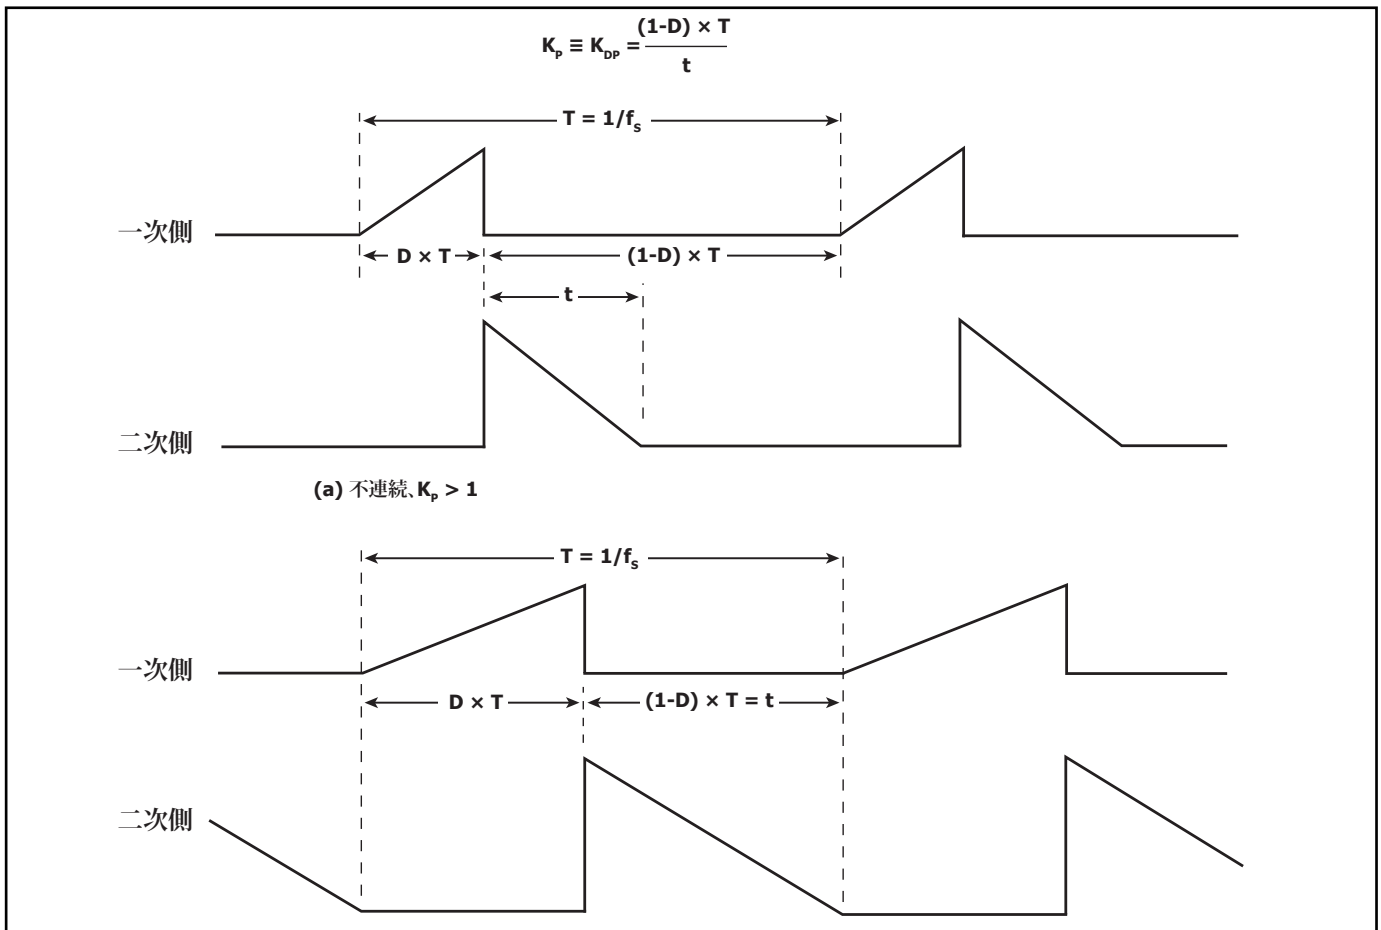 K_P ≡ K_DP = (1-D) × T / t
T = 1/f_S
一次側
D × T
(1-D) × T
t
二次側
(a) 不連続、K_P > 1
T = 1/f_S
一次側
D × T
(1-D) × T = t
二次側